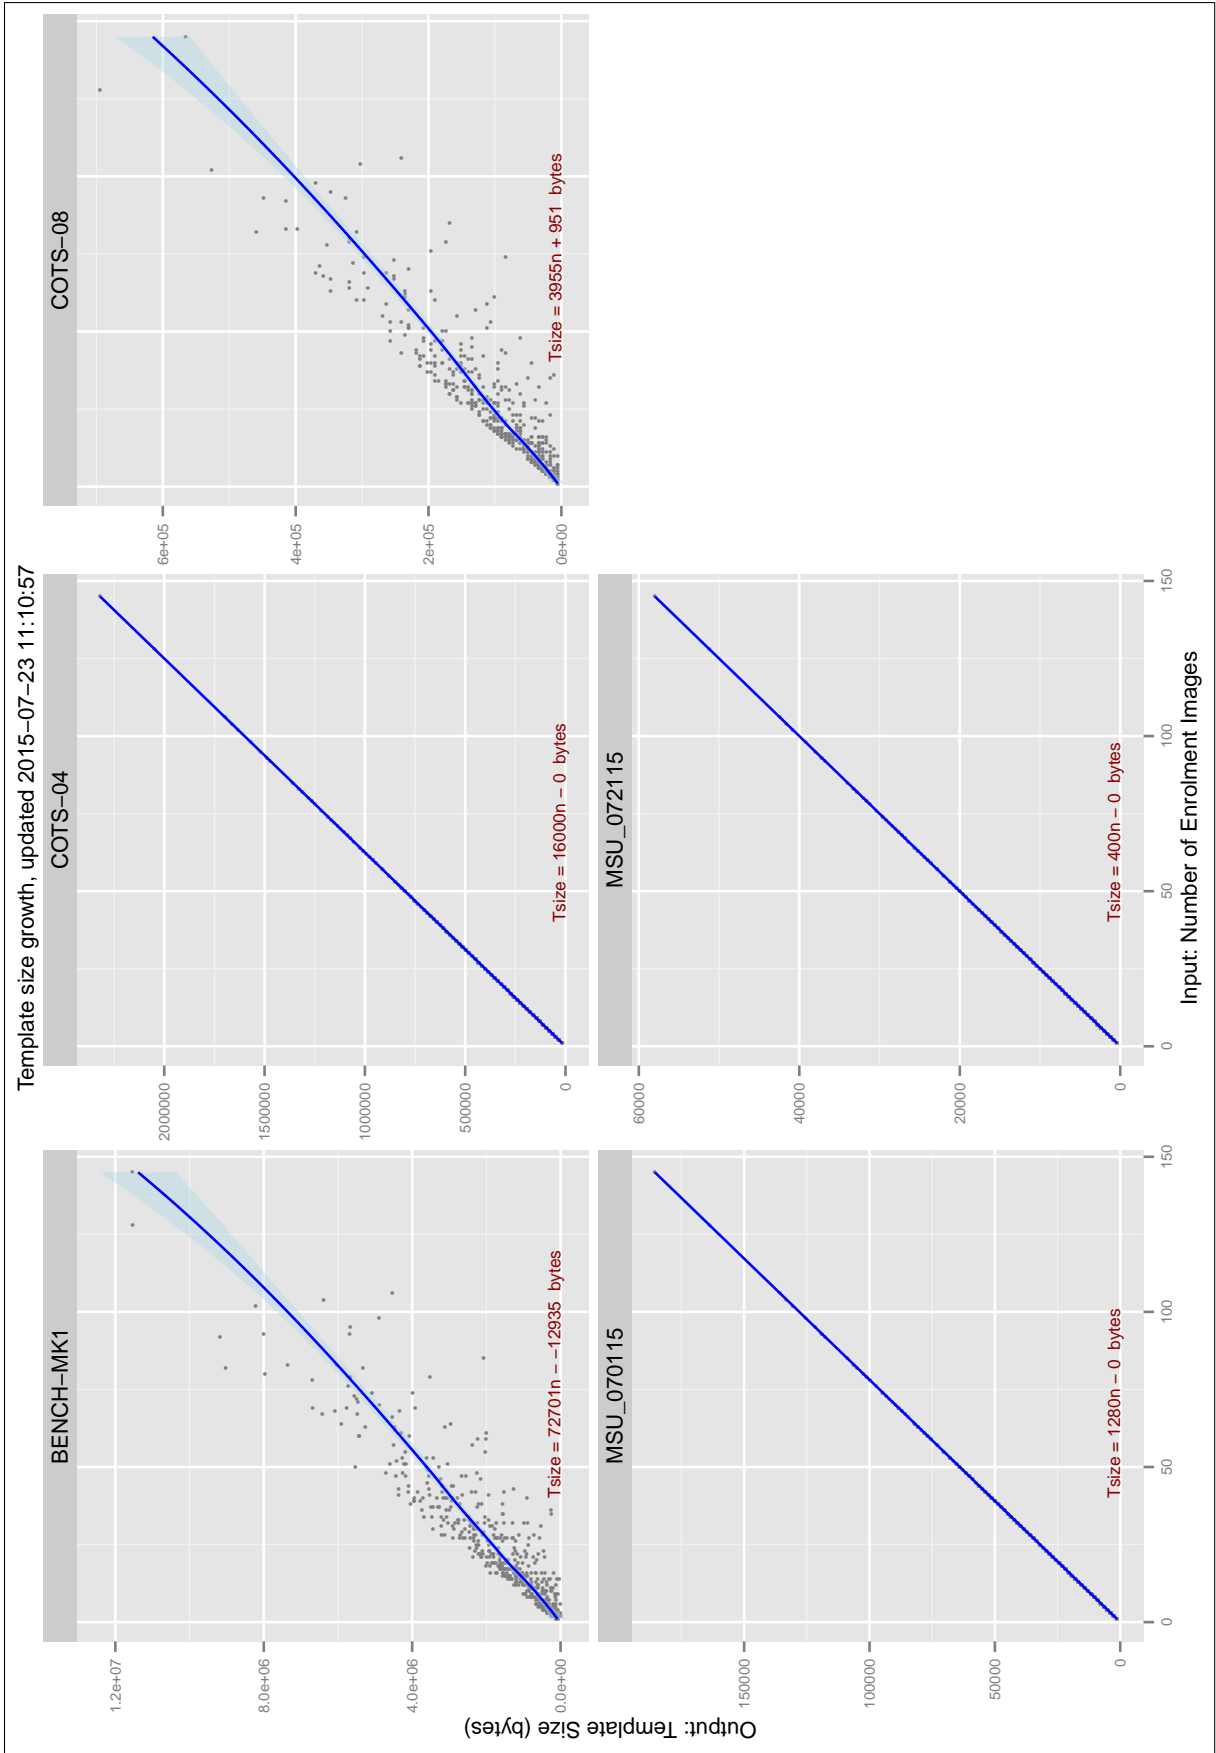 Template size growth, updated 2015−07−23 11:10:57
BENCH−MK1
COTS−04
COTS−08
1.2e+07
8.0e+06
4.0e+06
0.0e+00
Tsize = 72701n − −12935 bytes
2000000
1500000
1000000
500000
0
Tsize = 16000n − 0 bytes
6e+05
4e+05
2e+05
0e+00
Tsize = 3955n + 951 bytes
MSU_070115
MSU_072115
150000
100000
50000
0
Tsize = 1280n − 0 bytes
60000
40000
20000
0
Tsize = 400n − 0 bytes
0
50
100
150
0
50
100
150
Input: Number of Enrolment Images
Output: Template Size (bytes)